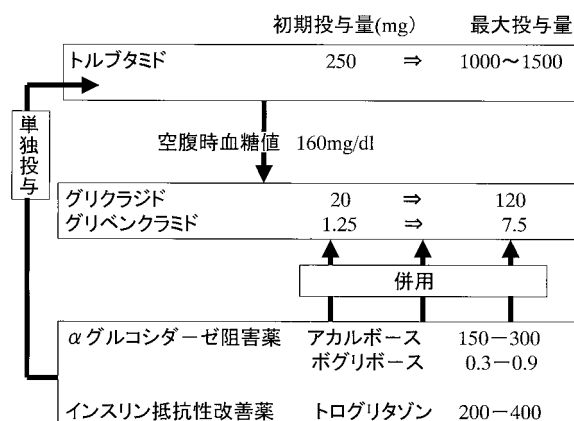 初期投与量(mg) 最大投与量
トルブタミド 250 ⇒ 1000〜1500
単独投与
空腹時血糖値 160mg/dl
グリクラジド 20 ⇒ 120
グリベンクラミド 1.25 ⇒ 7.5
併用
αグルコシダーゼ阻害薬 アカルボース 150－300
ボグリボース 0.3－0.9
インスリン抵抗性改善薬 トログリタゾン 200－400